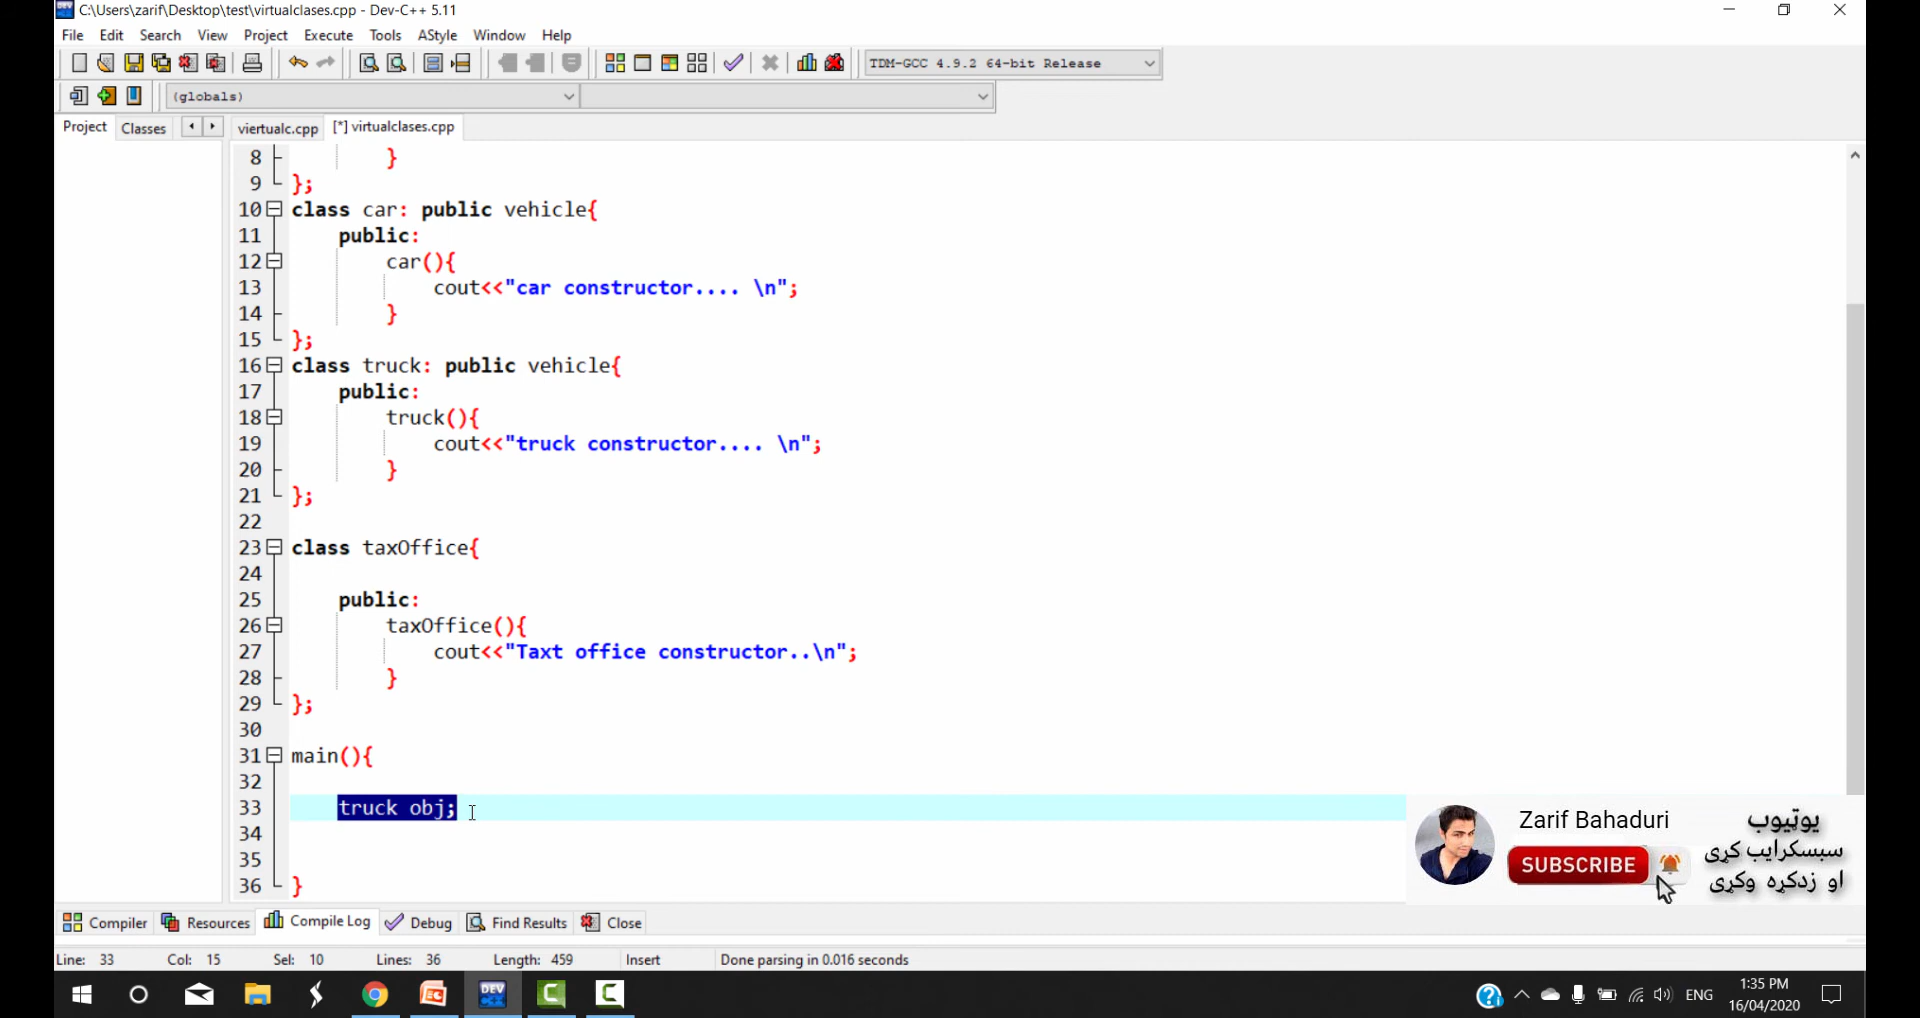 C:\Users\zarif\Desktop\test\virtualclases.cpp - Dev-C++ 5.11
File Edit Search View Project Execute Tools AStyle Window Help
TDM-GCC 4.9.2 64-bit Release
(globals)
Project Classes viertualc.cpp [*] virtualclases.cpp
8 }
9 };
10 class car: public vehicle{
11 public:
12 car(){
13 cout<<"car constructor.... \n";
14 }
15 };
16 class truck: public vehicle{
17 public:
18 truck(){
19 cout<<"truck constructor.... \n";
20 }
21 };
22
23 class taxOffice{
24
25 public:
26 taxOffice(){
27 cout<<"Taxt office constructor..\n";
28 }
29 };
30
31 main(){
32
33 truck obj;
34
35
36 }
Zarif Bahaduri
SUBSCRIBE
یوټیوب
سبسکرایب کړی
او زدکړه وکړی
Compiler Resources Compile Log Debug Find Results Close
Line: 33 Col: 15 Sel: 10 Lines: 36 Length: 459 Insert Done parsing in 0.016 seconds
DEV
ENG
1:35 PM
16/04/2020